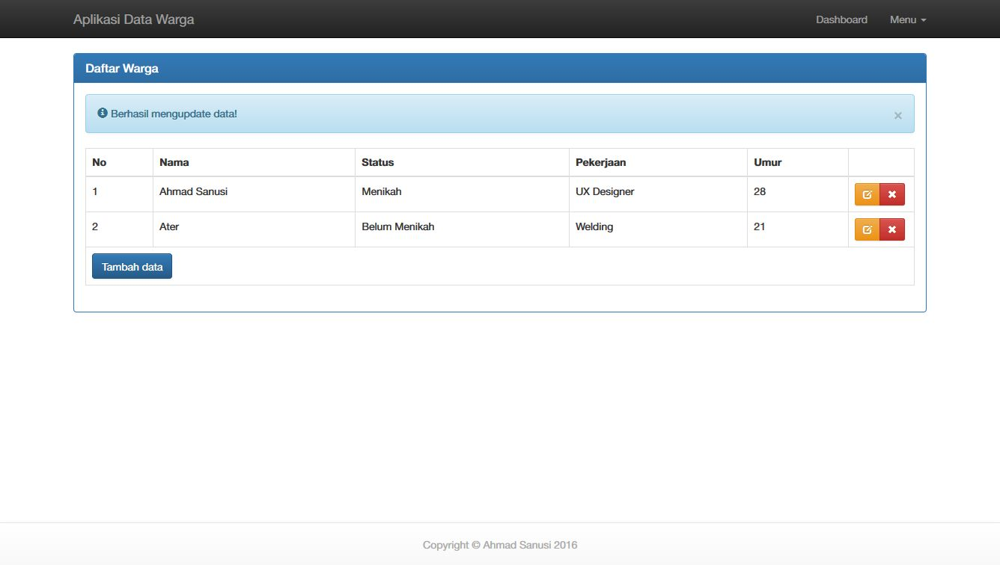 Aplikasi Data Warga Dashboard Menu
Daftar Warga
Berhasil mengupdate data! ×
No Nama Status Pekerjaan Umur
1 Ahmad Sanusi Menikah UX Designer 28
2 Ater Belum Menikah Welding 21
Tambah data
Copyright © Ahmad Sanusi 2016